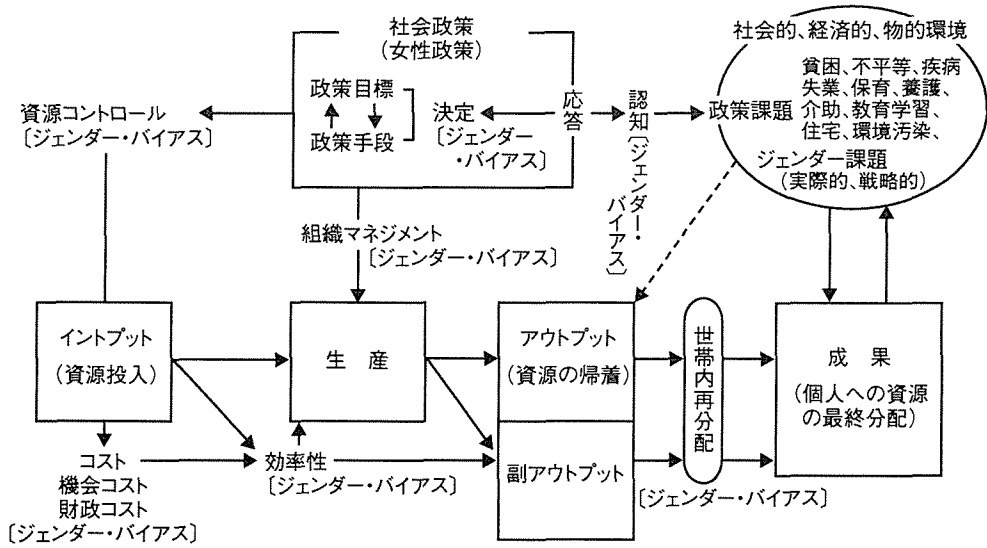 社会政策
(女性政策)
政策目標
政策手段
決定
〔ジェンダー
・バイアス〕
応答
認知〔ジェンダー・
バイアス〕
社会的、経済的、物的環境
政策課題
貧困、不平等、疾病
失業、保育、養護、
介助、教育学習、
住宅、環境汚染、
ジェンダー課題
(実際的、戦略的)
資源コントロール
〔ジェンダー・バイアス〕
組織マネジメント
〔ジェンダー・バイアス〕
イントプット
(資源投入)
生 産
アウトプット
(資源の帰着)
副アウトプット
世帯内再分配
〔ジェンダー・バイアス〕
成 果
(個人への資源
の最終分配)
コスト
機会コスト
財政コスト
〔ジェンダー・バイアス〕
効率性
〔ジェンダー・バイアス〕